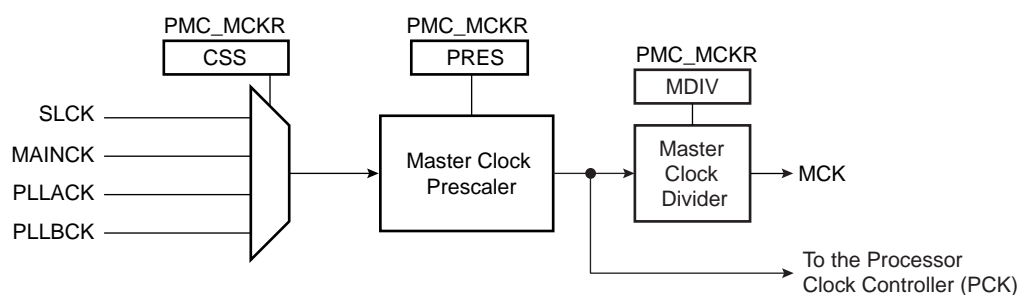 PMC_MCKR
CSS
PMC_MCKR
PRES
PMC_MCKR
MDIV
SLCK
MAINCK
PLLACK
PLLBCK
Master Clock
Prescaler
Master
Clock
Divider
MCK
To the Processor
Clock Controller (PCK)